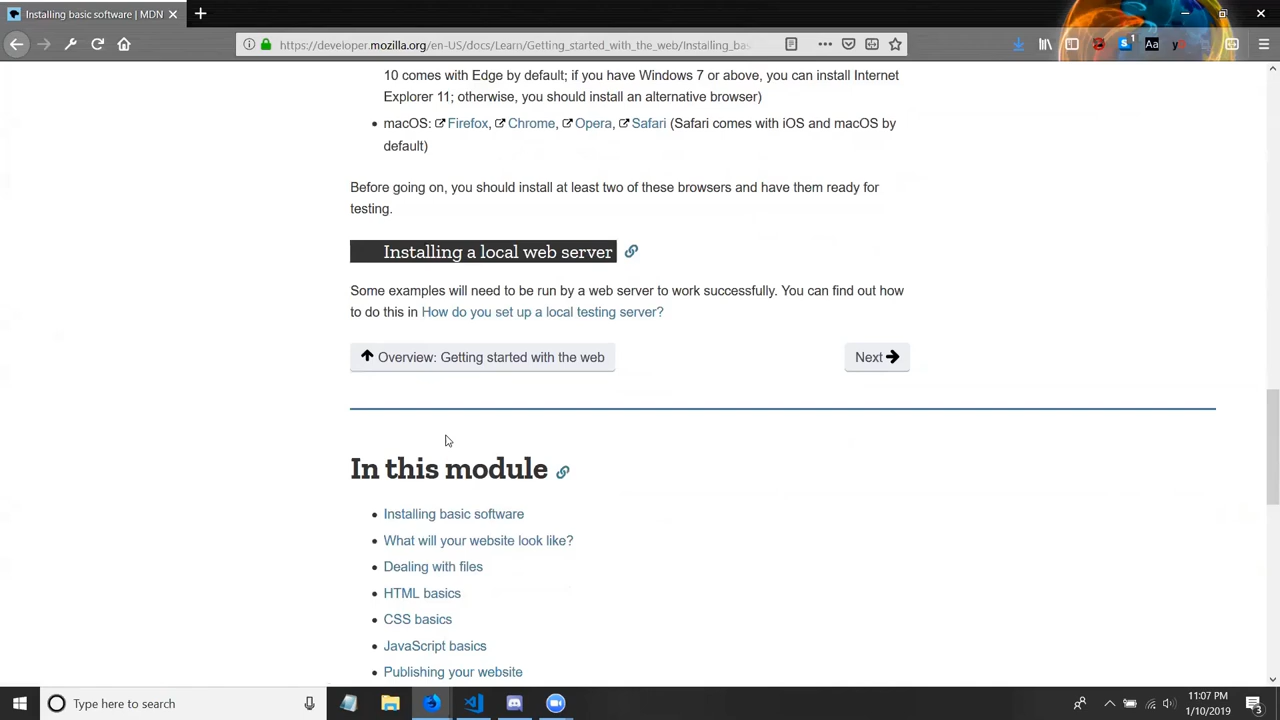 Installing basic software | MDN
https://developer.mozilla.org/en-US/docs/Learn/Getting_started_with_the_web/Installing_bas
10 comes with Edge by default; if you have Windows 7 or above, you can install Internet
Explorer 11; otherwise, you should install an alternative browser)
macOS: Firefox, Chrome, Opera, Safari (Safari comes with iOS and macOS by
default)
Before going on, you should install at least two of these browsers and have them ready for
testing.
Installing a local web server
Some examples will need to be run by a web server to work successfully. You can find out how
to do this in How do you set up a local testing server?
Overview: Getting started with the web
Next
In this module
Installing basic software
What will your website look like?
Dealing with files
HTML basics
CSS basics
JavaScript basics
Publishing your website
Type here to search
11:07 PM
1/10/2019
3